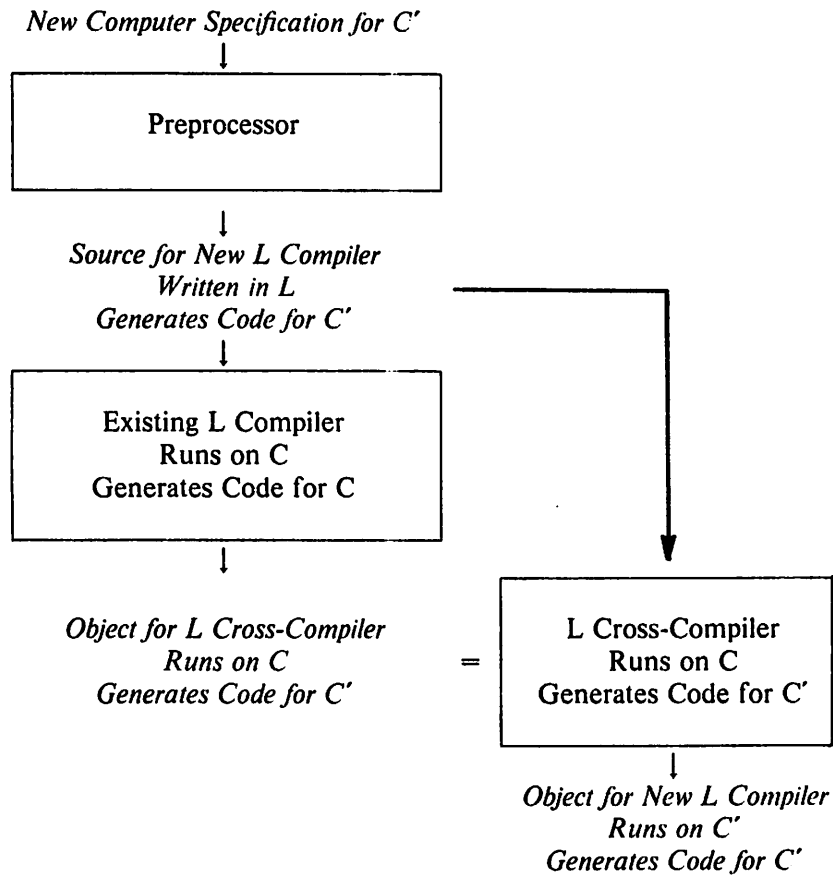 New Computer Specification for C′
Preprocessor
Source for New L Compiler
Written in L
Generates Code for C′
Existing L Compiler
Runs on C
Generates Code for C
Object for L Cross-Compiler
Runs on C
Generates Code for C′
=
L Cross-Compiler
Runs on C
Generates Code for C′
Object for New L Compiler
Runs on C′
Generates Code for C′